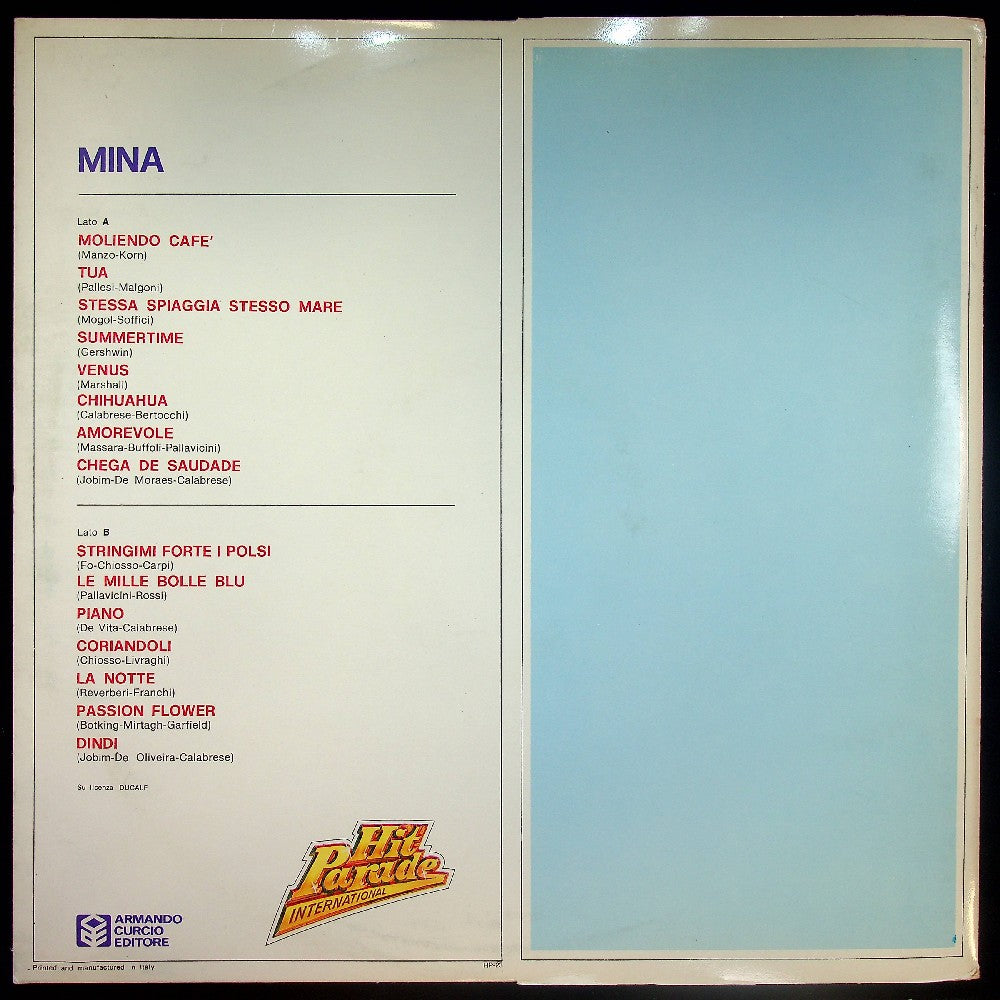 MINA
Lato A
MOLIENDO CAFE'
(Manzo-Korn)
TUA
(Pallesi-Malgoni)
STESSA SPIAGGIA STESSO MARE
(Mogol-Soffici)
SUMMERTIME
(Gershwin)
VENUS
(Marshall)
CHIHUAHUA
(Calabrese-Bertocchi)
AMOREVOLE
(Massara-Buffoli-Pallavicini)
CHEGA DE SAUDADE
(Jobim-De Moraes-Calabrese)
Lato B
STRINGIMI FORTE I POLSI
(Fo-Chiosso-Carpi)
LE MILLE BOLLE BLU
(Pallavicini-Rossi)
PIANO
(De Vita-Calabrese)
CORIANDOLI
(Chiosso-Livraghi)
LA NOTTE
(Reverberi-Franchi)
PASSION FLOWER
(Botking-Mirtagh-Garfield)
DINDI
(Jobim-De Oliveira-Calabrese)
Su licenza
Hit
Parade
INTERNATIONAL
ARMANDO
CURCIO
EDITORE
Printed and manufactured in Italy